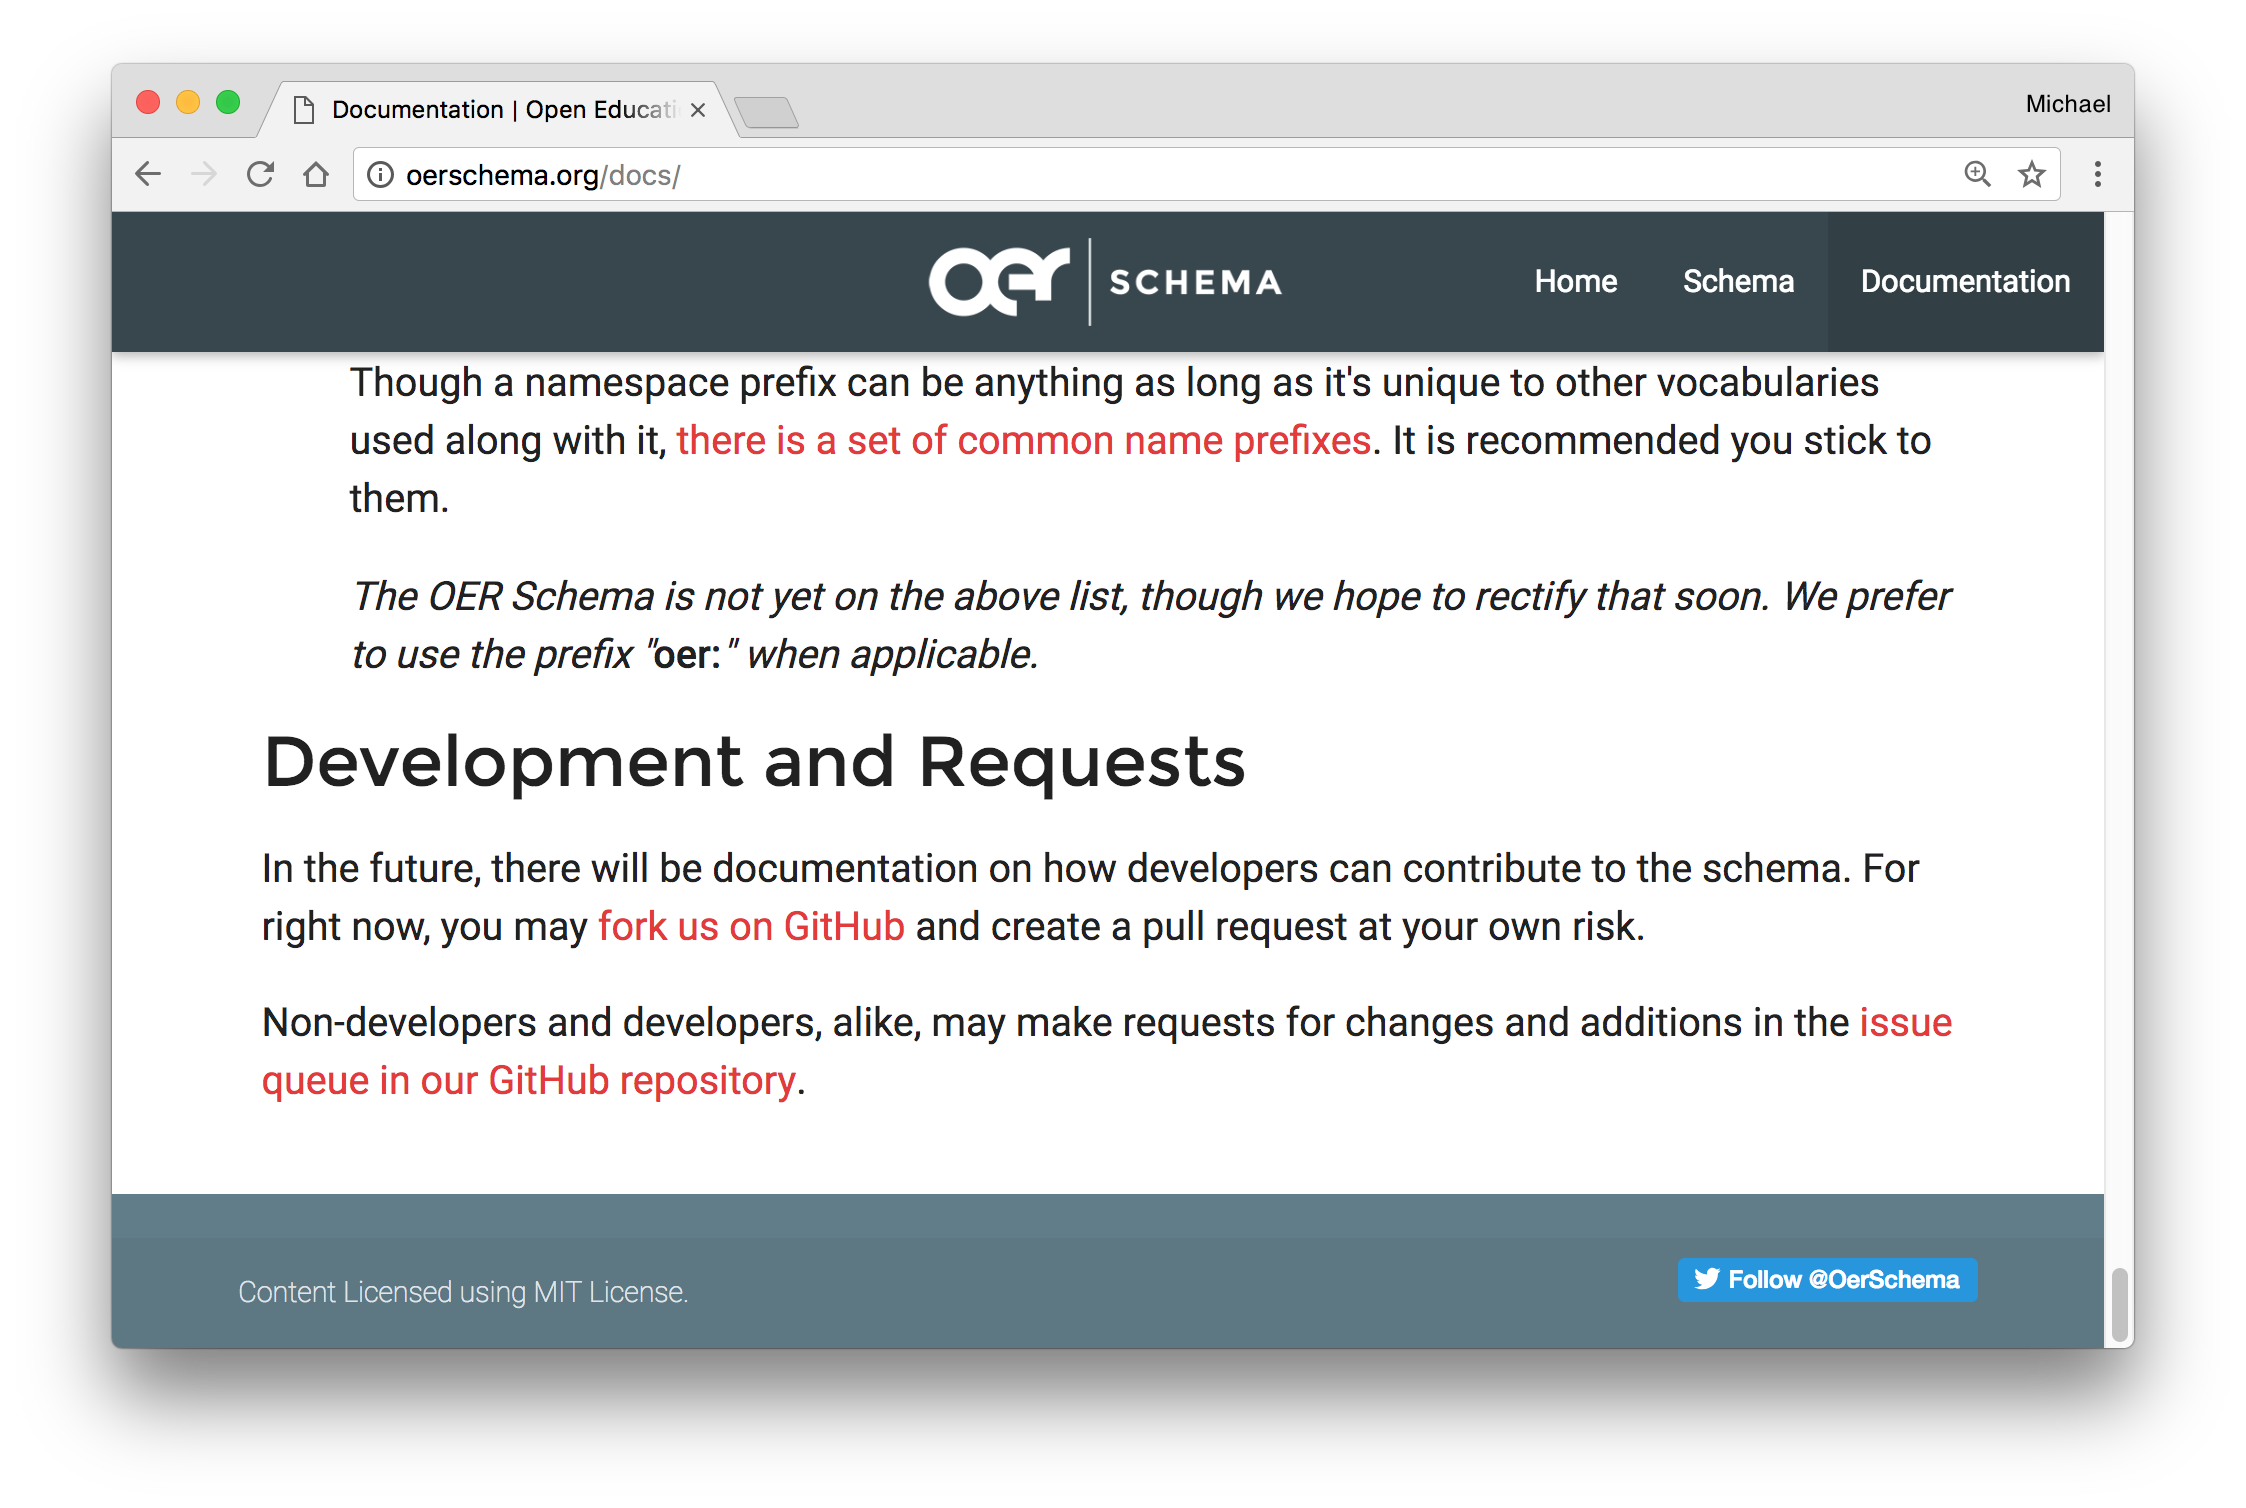 Documentation | Open Educati
Michael
oerschema.org/docs/
oer SCHEMA
Home Schema Documentation
Though a namespace prefix can be anything as long as it's unique to other vocabularies
used along with it, there is a set of common name prefixes. It is recommended you stick to
them.
The OER Schema is not yet on the above list, though we hope to rectify that soon. We prefer
to use the prefix "oer:" when applicable.
Development and Requests
In the future, there will be documentation on how developers can contribute to the schema. For
right now, you may fork us on GitHub and create a pull request at your own risk.
Non-developers and developers, alike, may make requests for changes and additions in the issue
queue in our GitHub repository.
Content Licensed using MIT License.
Follow @OerSchema